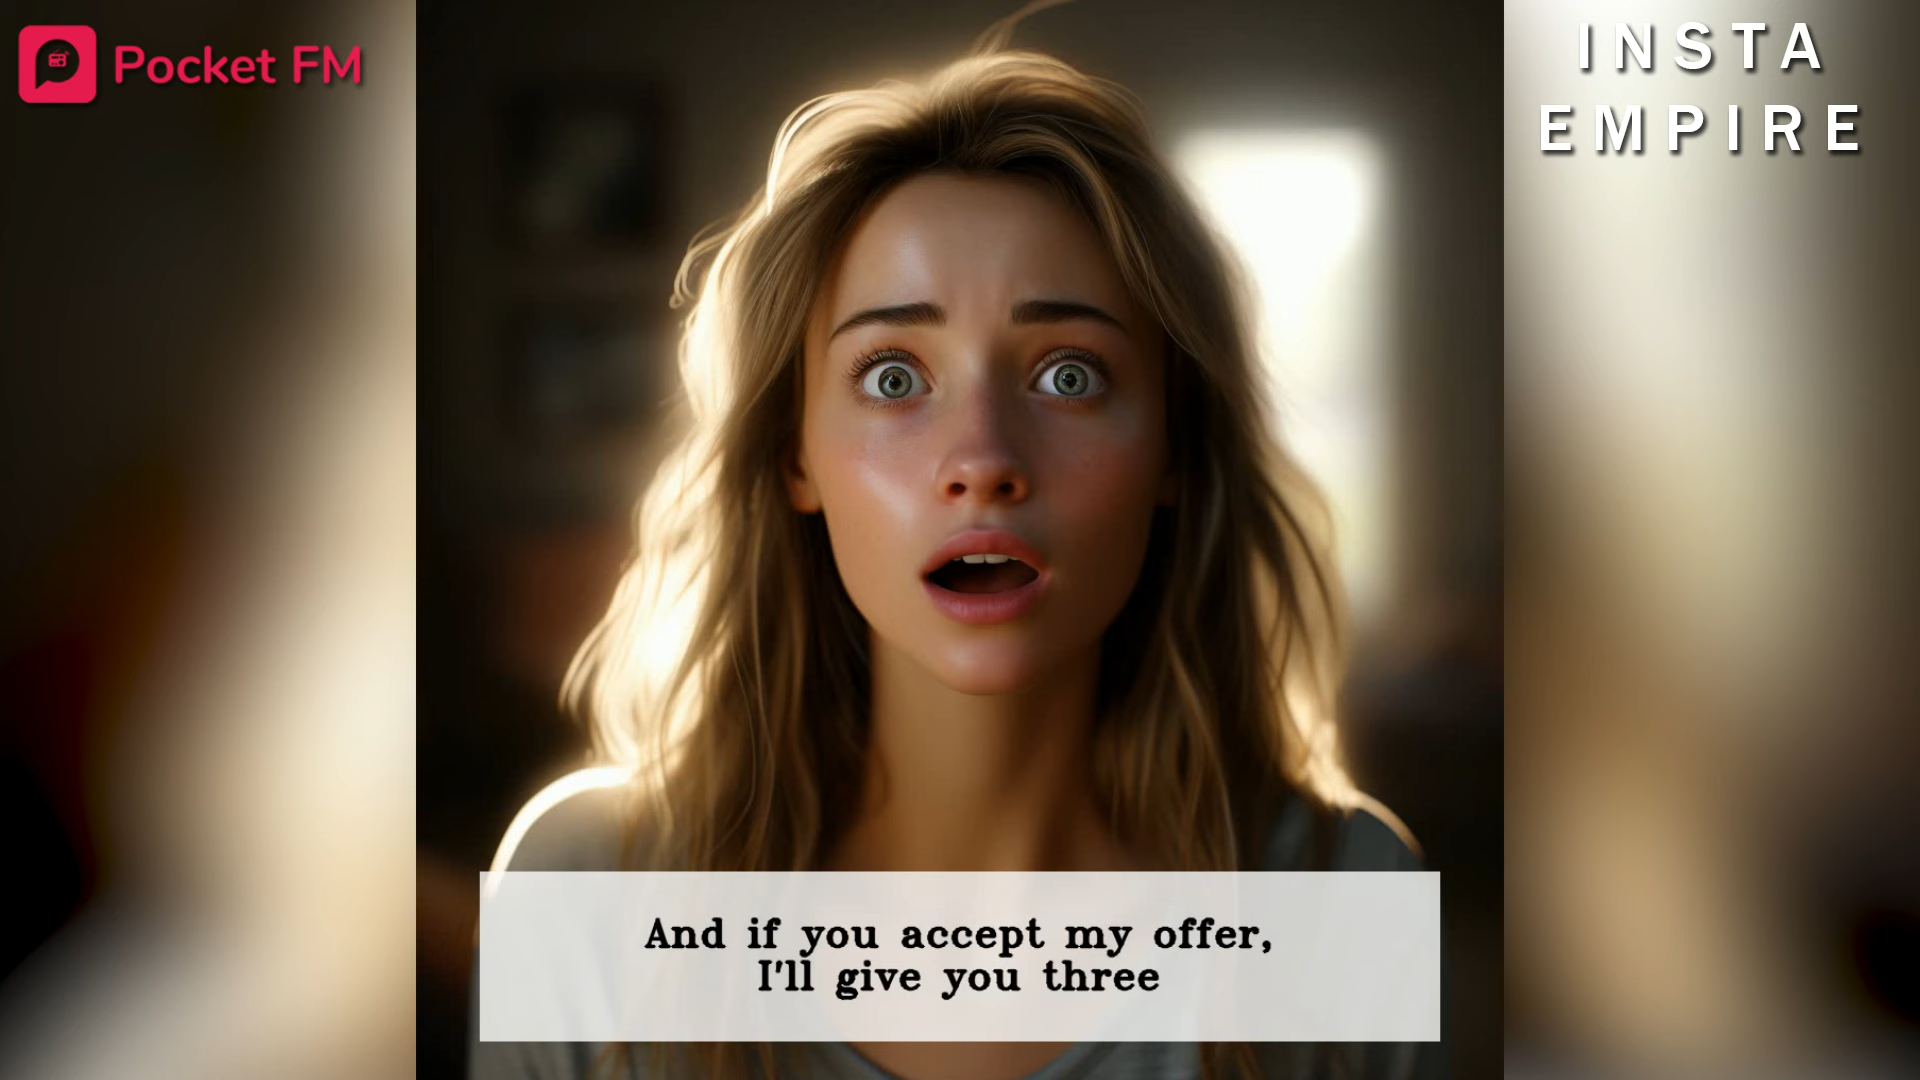 Pocket FM
INSTA
EMPIRE
And if you accept my offer,
I'll give you three